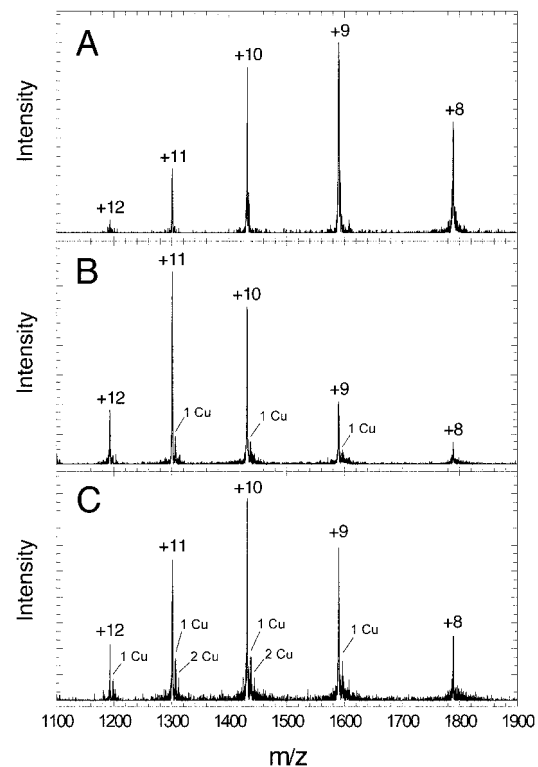 A
Intensity
+12
+11
+10
+9
+8
B
Intensity
+12
+11
1 Cu
+10
1 Cu
+9
1 Cu
+8
C
Intensity
+12
1 Cu
+11
1 Cu
2 Cu
+10
1 Cu
2 Cu
+9
1 Cu
+8
1100 1200 1300 1400 1500 1600 1700 1800 1900
m/z